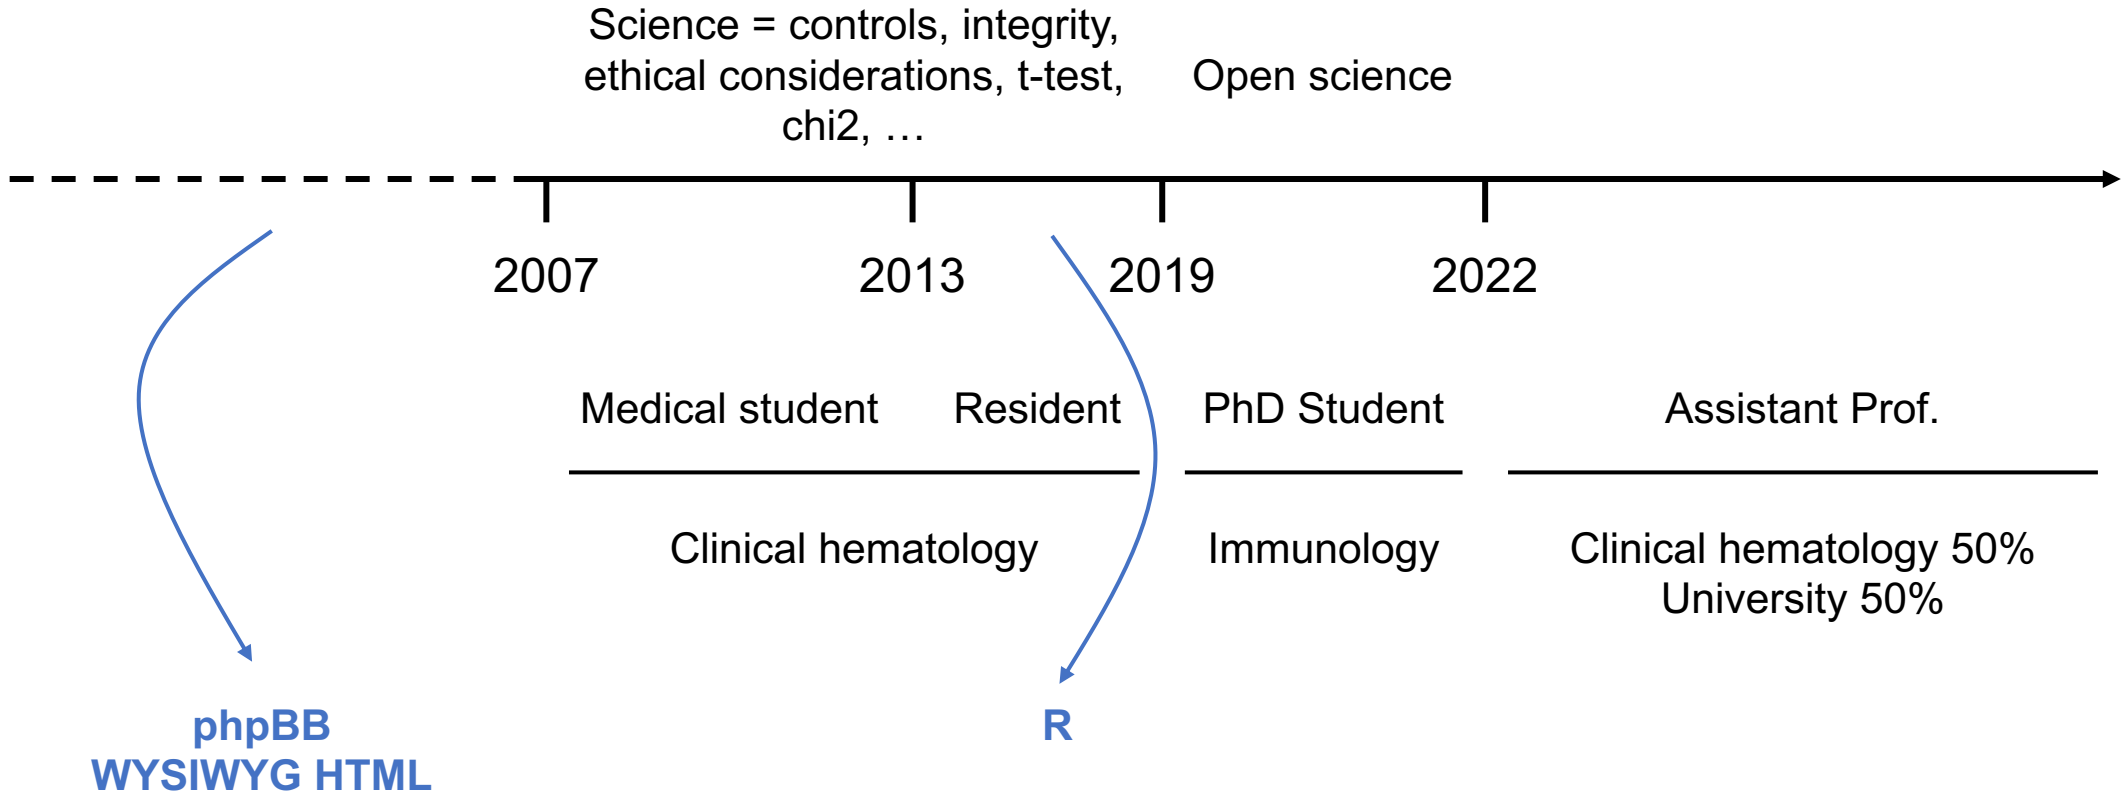 Science = controls, integrity,
ethical considerations, t-test,
chi2, …
Open science
2007
2013
2019
2022
Medical student
Resident
PhD Student
Assistant Prof.
Clinical hematology
Immunology
Clinical hematology 50%
University 50%
phpBB
WYSIWYG HTML
R